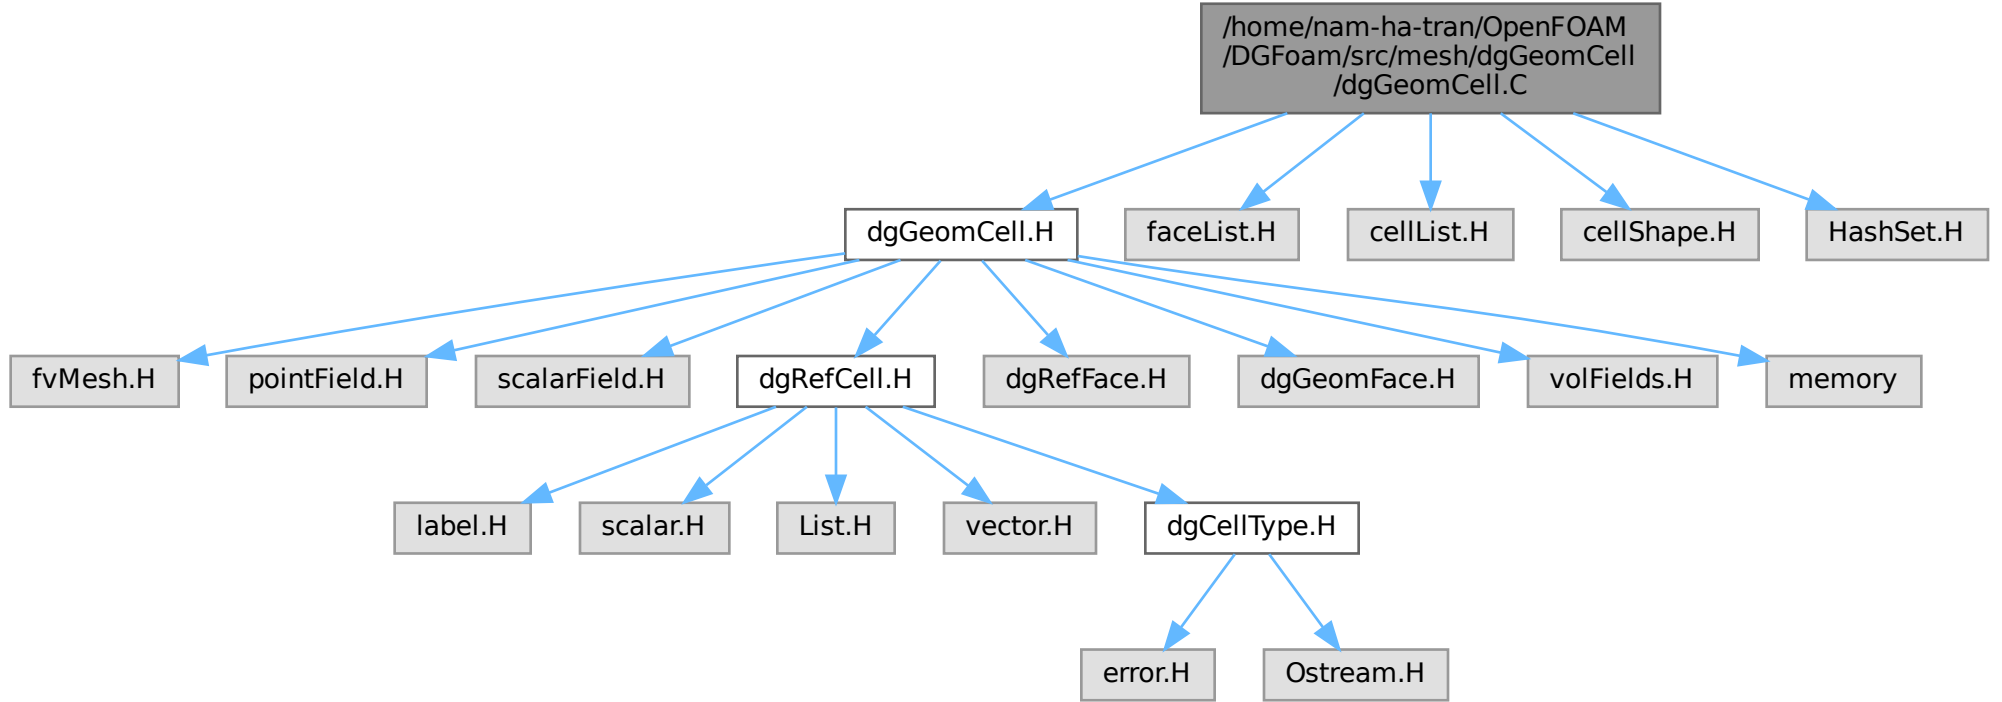 /home/nam-ha-tran/OpenFOAM
/DGFoam/src/mesh/dgGeomCell
/dgGeomCell.C
dgGeomCell.H
faceList.H
cellList.H
cellShape.H
HashSet.H
fvMesh.H
pointField.H
scalarField.H
dgRefCell.H
dgRefFace.H
dgGeomFace.H
volFields.H
memory
label.H
scalar.H
List.H
vector.H
dgCellType.H
error.H
Ostream.H